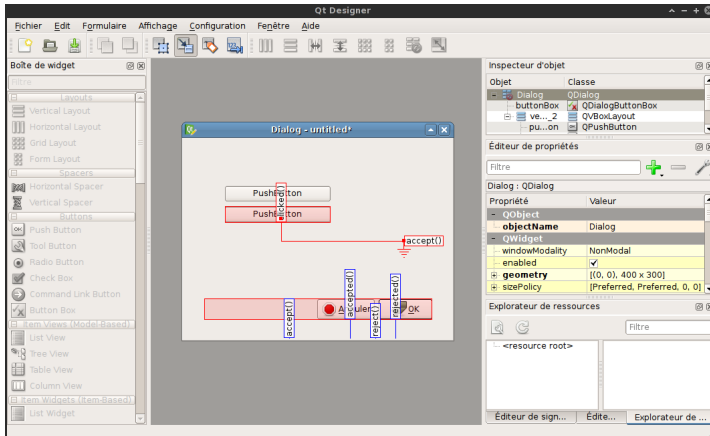 Qt Designer
Fichier Edit Formulaire Affichage Configuration Fenêtre Aide
Boîte de widget
Filtre
Layouts
Vertical Layout
Horizontal Layout
Grid Layout
Form Layout
Spacers
Horizontal Spacer
Vertical Spacer
Buttons
Push Button
Tool Button
Radio Button
Check Box
Command Link Button
Button Box
Item Views (Model-Based)
List View
Tree View
Table View
Column View
Item Widgets (Item-Based)
List Widget
Dialog - untitled*
PushButton
PushButton
clicked()
accept()
accept()
accepted()
reject()
rejected()
OK
Inspecteur d'objet
Objet Classe
Dialog QDialog
buttonBox QDialogButtonBox
ve..._2 QVBoxLayout
pu...on QPushButton
Éditeur de propriétés
Filtre
Dialog : QDialog
Propriété Valeur
QObject
objectName Dialog
QWidget
windowModality NonModal
enabled
geometry [(0, 0), 400 x 300]
sizePolicy [Preferred, Preferred, 0, 0]
Explorateur de ressources
Filtre
<resource root>
Éditeur de sign... Édite... Explorateur de ...